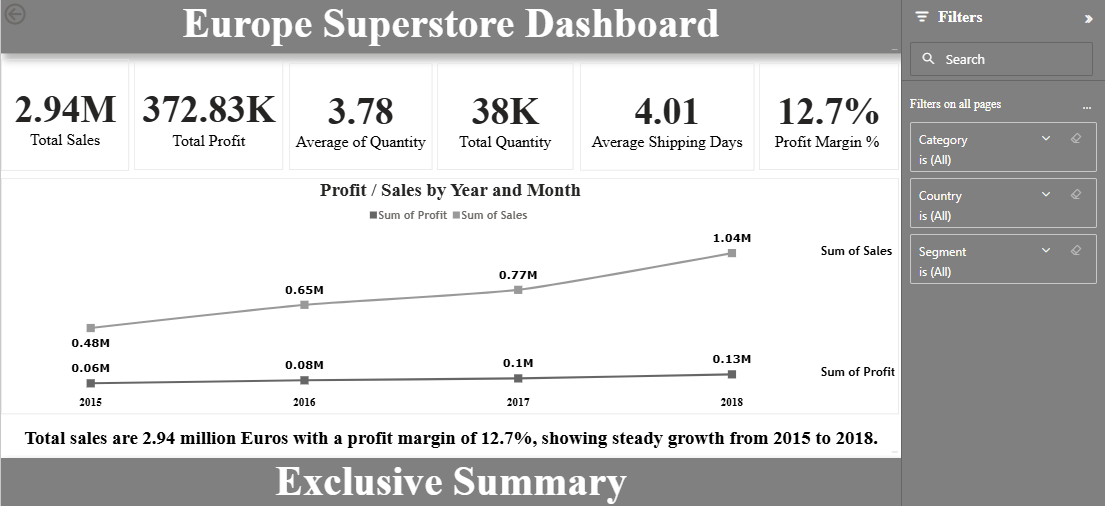 Europe Superstore Dashboard
Filters
Search
Filters on all pages
...
Category
is (All)
Country
is (All)
Segment
is (All)
2.94M
Total Sales
372.83K
Total Profit
3.78
Average of Quantity
38K
Total Quantity
4.01
Average Shipping Days
12.7%
Profit Margin %
Profit / Sales by Year and Month
Sum of Profit Sum of Sales
1.04M
Sum of Sales
0.77M
0.65M
0.48M
0.06M
0.08M
0.1M
0.13M
Sum of Profit
2015 2016 2017 2018
Total sales are 2.94 million Euros with a profit margin of 12.7%, showing steady growth from 2015 to 2018.
Exclusive Summary